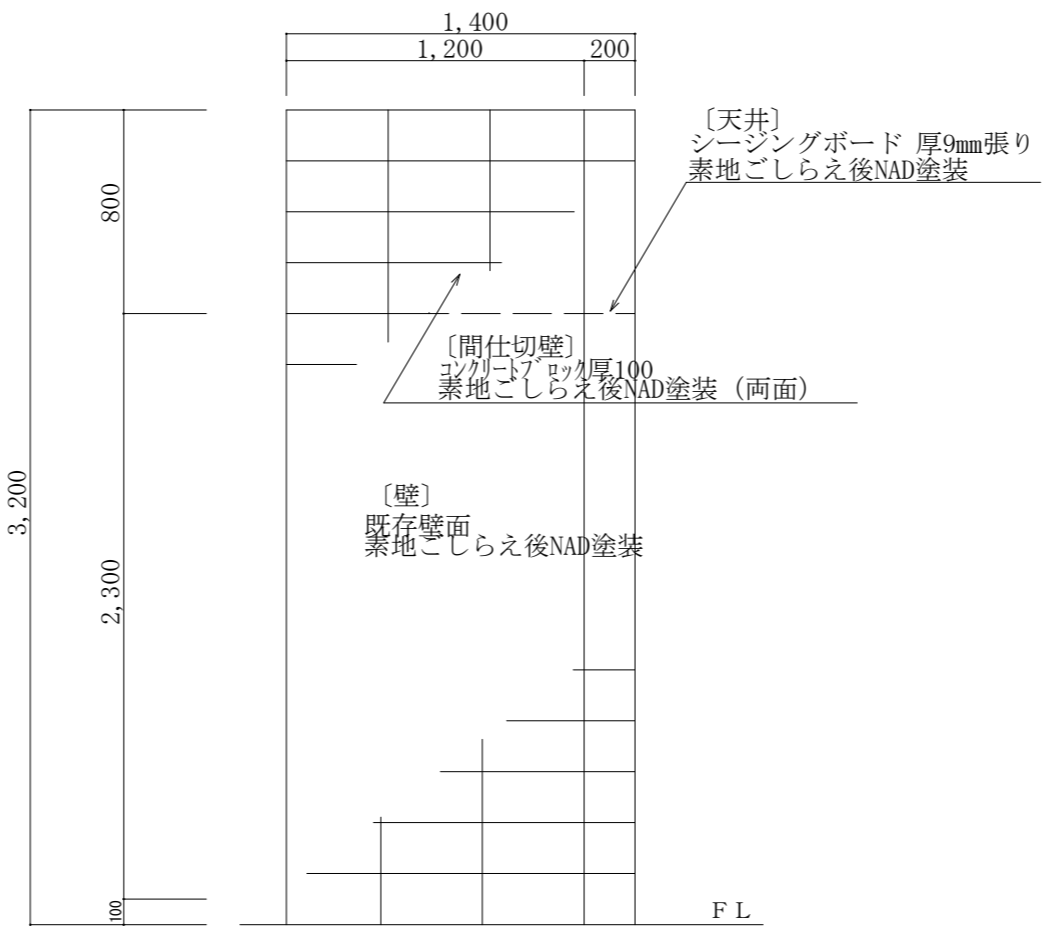 1,400
1,200
200
〔天井〕
シージングボード 厚9mm張り
素地ごしらえ後NAD塗装
800
〔間仕切壁〕
コンクリートブロック厚100
素地ごしらえ後NAD塗装（両面）
3,200
〔壁〕
既存壁面
素地ごしらえ後NAD塗装
2,300
100
ＦＬ